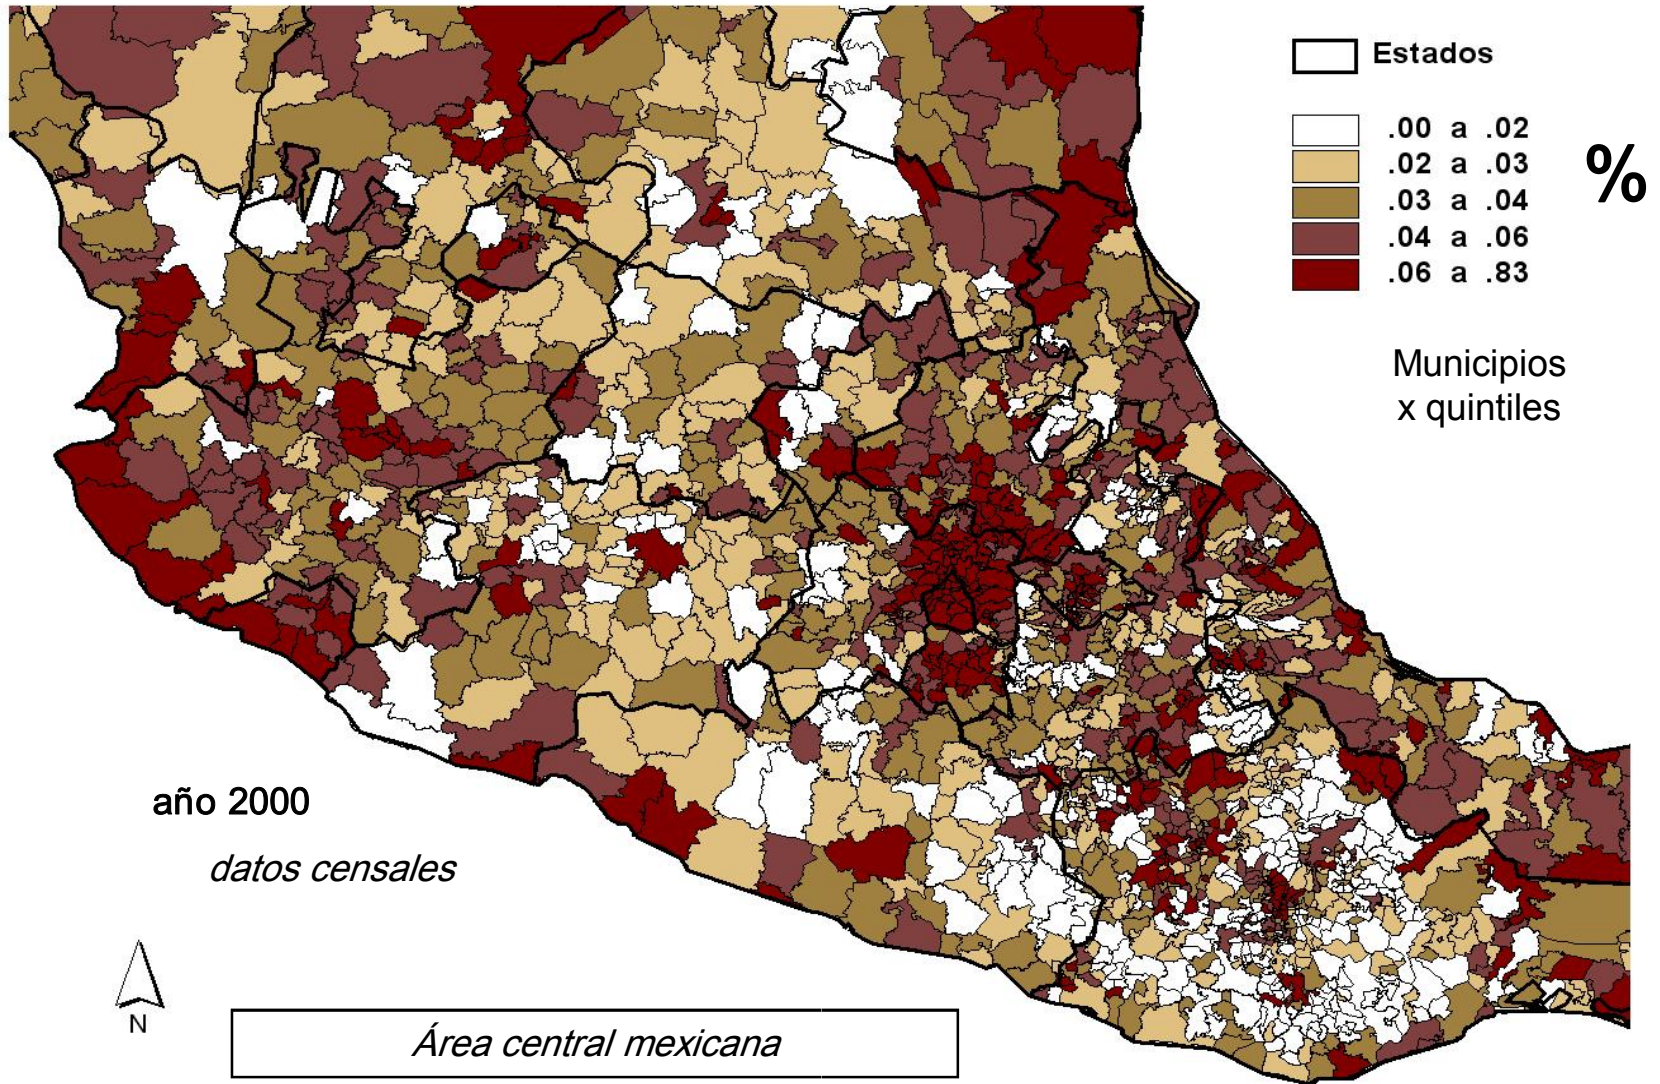 Estados
.00 a .02
.02 a .03
.03 a .04
.04 a .06
.06 a .83
%
Municipios
x quintiles
año 2000
datos censales
N
Área central mexicana